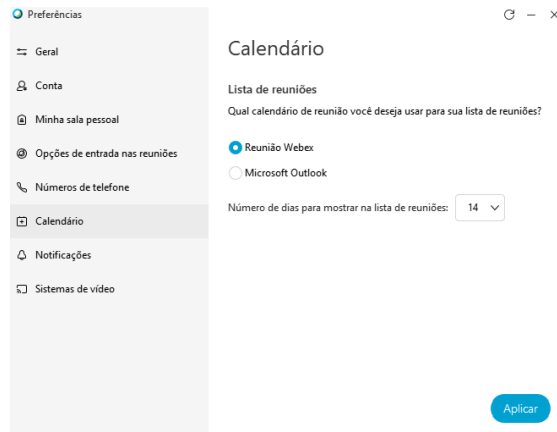 Preferências
Geral
Conta
Minha sala pessoal
Opções de entrada nas reuniões
Números de telefone
Calendário
Notificações
Sistemas de vídeo
Calendário
Lista de reuniões
Qual calendário de reunião você deseja usar para sua lista de reuniões?
Reunião Webex
Microsoft Outlook
Número de dias para mostrar na lista de reuniões: 14
Aplicar